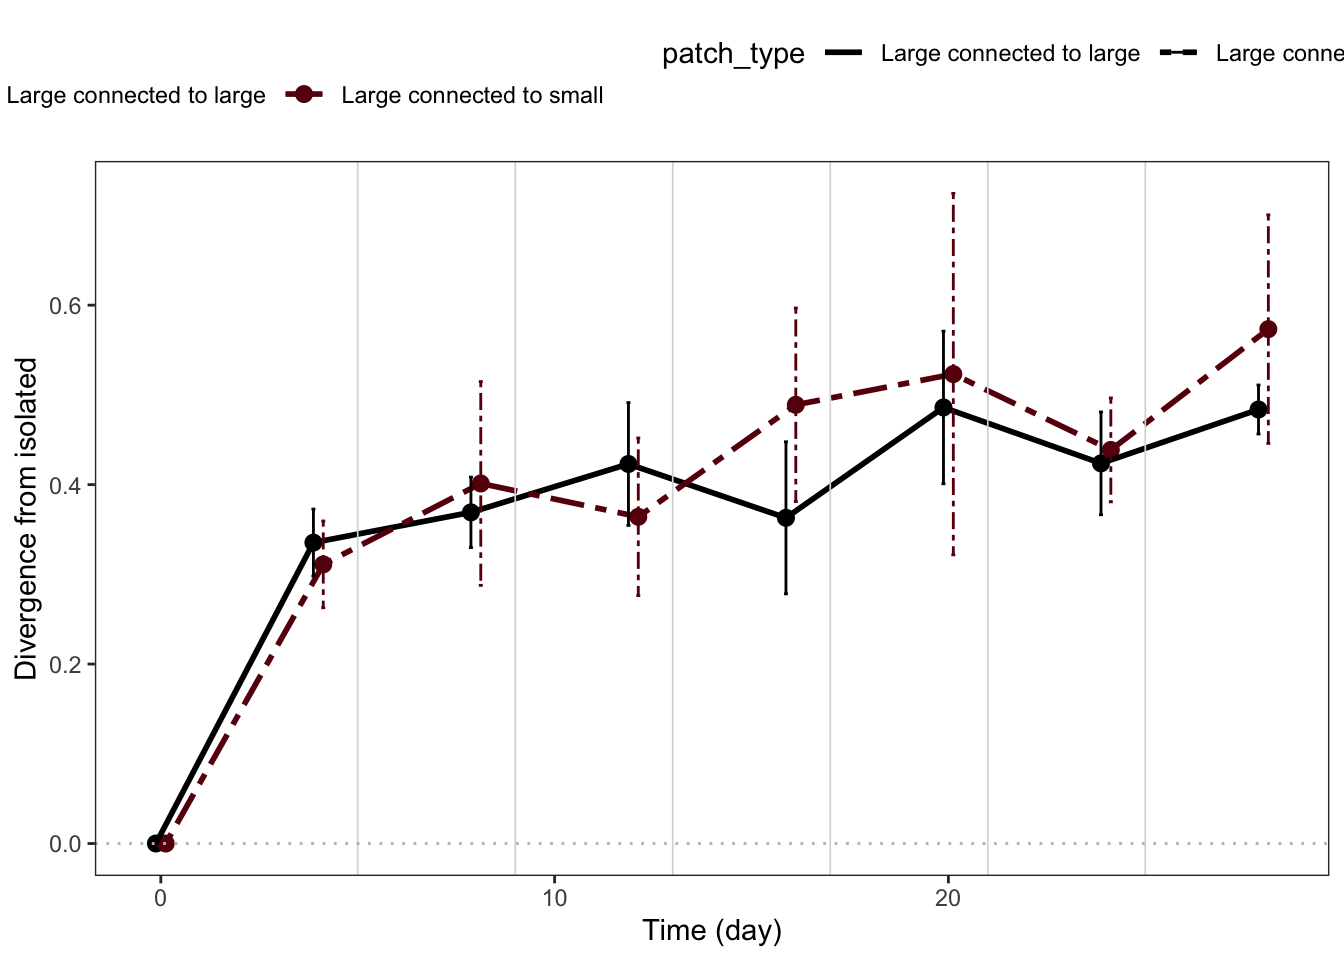 patch_type Large connected to large Large conne
Large connected to large Large connected to small
Divergence from isolated
0.6
0.4
0.2
0.0
0 10 20
Time (day)